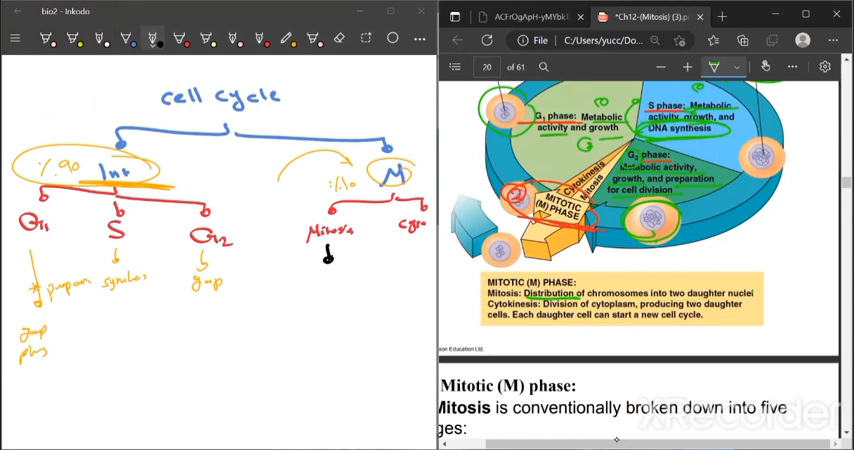 bio2 - Inkodo
ACFrOgApH-yMYbkT
*Ch12-(Mitosis) (3).p
File
C:/Users/yucc/Do...
20 of 61
cell cycle
%90
Int
M
%10
G1
S
G2
Mitosis
Cyto
gap
gap
G1 phase: Metabolic
activity and growth
S phase: Metabolic
activity, growth, and
DNA synthesis
G2 phase:
Metabolic activity,
growth, and preparation
for cell division
Cytokinesis
Mitosis
MITOTIC
(M) PHASE
MITOTIC (M) PHASE:
Mitosis: Distribution of chromosomes into two daughter nuclei
Cytokinesis: Division of cytoplasm, producing two daughter
cells. Each daughter cell can start a new cell cycle.
son Education Ltd.
Mitotic (M) phase:
Mitosis is conventionally broken down into five
ges:
XRecorder